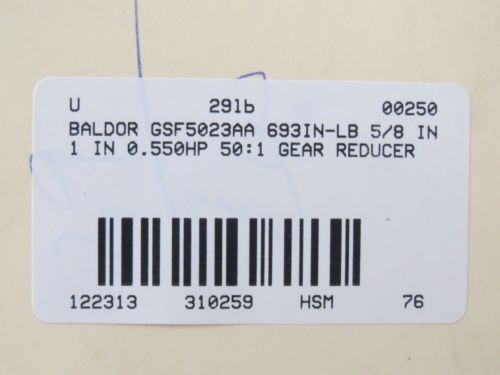 U 29lb 00250
BALDOR GSF5023AA 693IN-LB 5/8 IN
1 IN 0.550HP 50:1 GEAR REDUCER
122313 310259 HSM 76